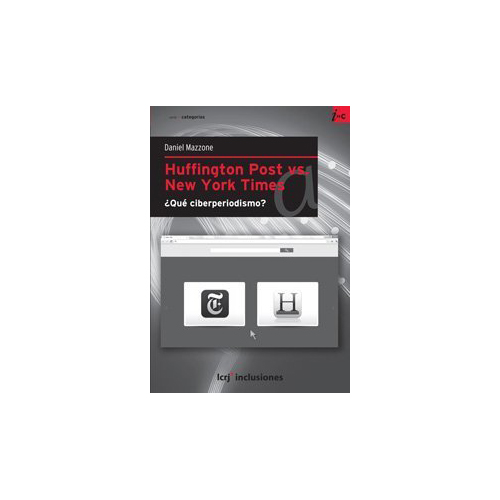 categorías
i»c
Daniel Mazzone
Huffington Post vs.
New York Times
¿Qué ciberperiodismo?
a
T
H
lcrj inclusiones